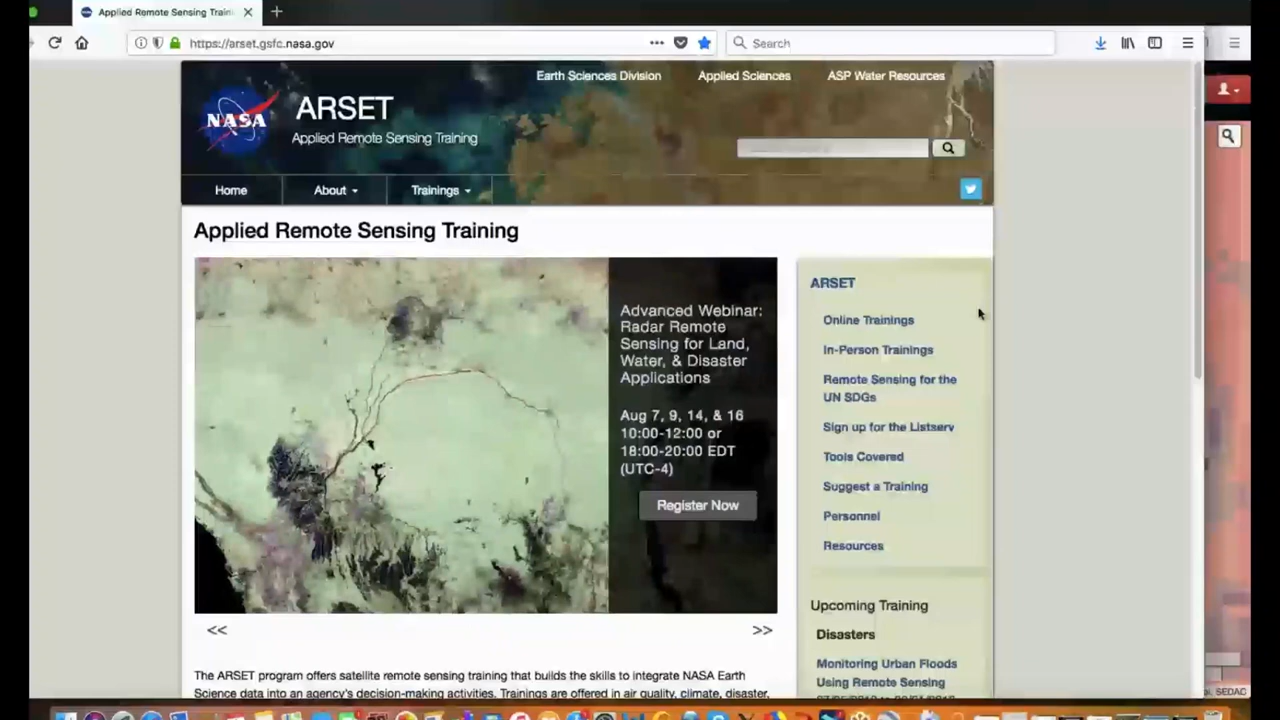 Applied Remote Sensing Traini
https://arset.gsfc.nasa.gov
Search
Earth Sciences Division
Applied Sciences
ASP Water Resources
NASA
ARSET
Applied Remote Sensing Training
Home
About
Trainings
Applied Remote Sensing Training
Advanced Webinar:
Radar Remote
Sensing for Land,
Water, & Disaster
Applications
Aug 7, 9, 14, & 16
10:00-12:00 or
18:00-20:00 EDT
(UTC-4)
Register Now
<<
>>
The ARSET program offers satellite remote sensing training that builds the skills to integrate NASA Earth
Science data into an agency's decision-making activities. Trainings are offered in air quality, climate, disaster,
ARSET
Online Trainings
In-Person Trainings
Remote Sensing for the
UN SDGs
Sign up for the Listserv
Tools Covered
Suggest a Training
Personnel
Resources
Upcoming Training
Disasters
Monitoring Urban Floods
Using Remote Sensing
SEDAC